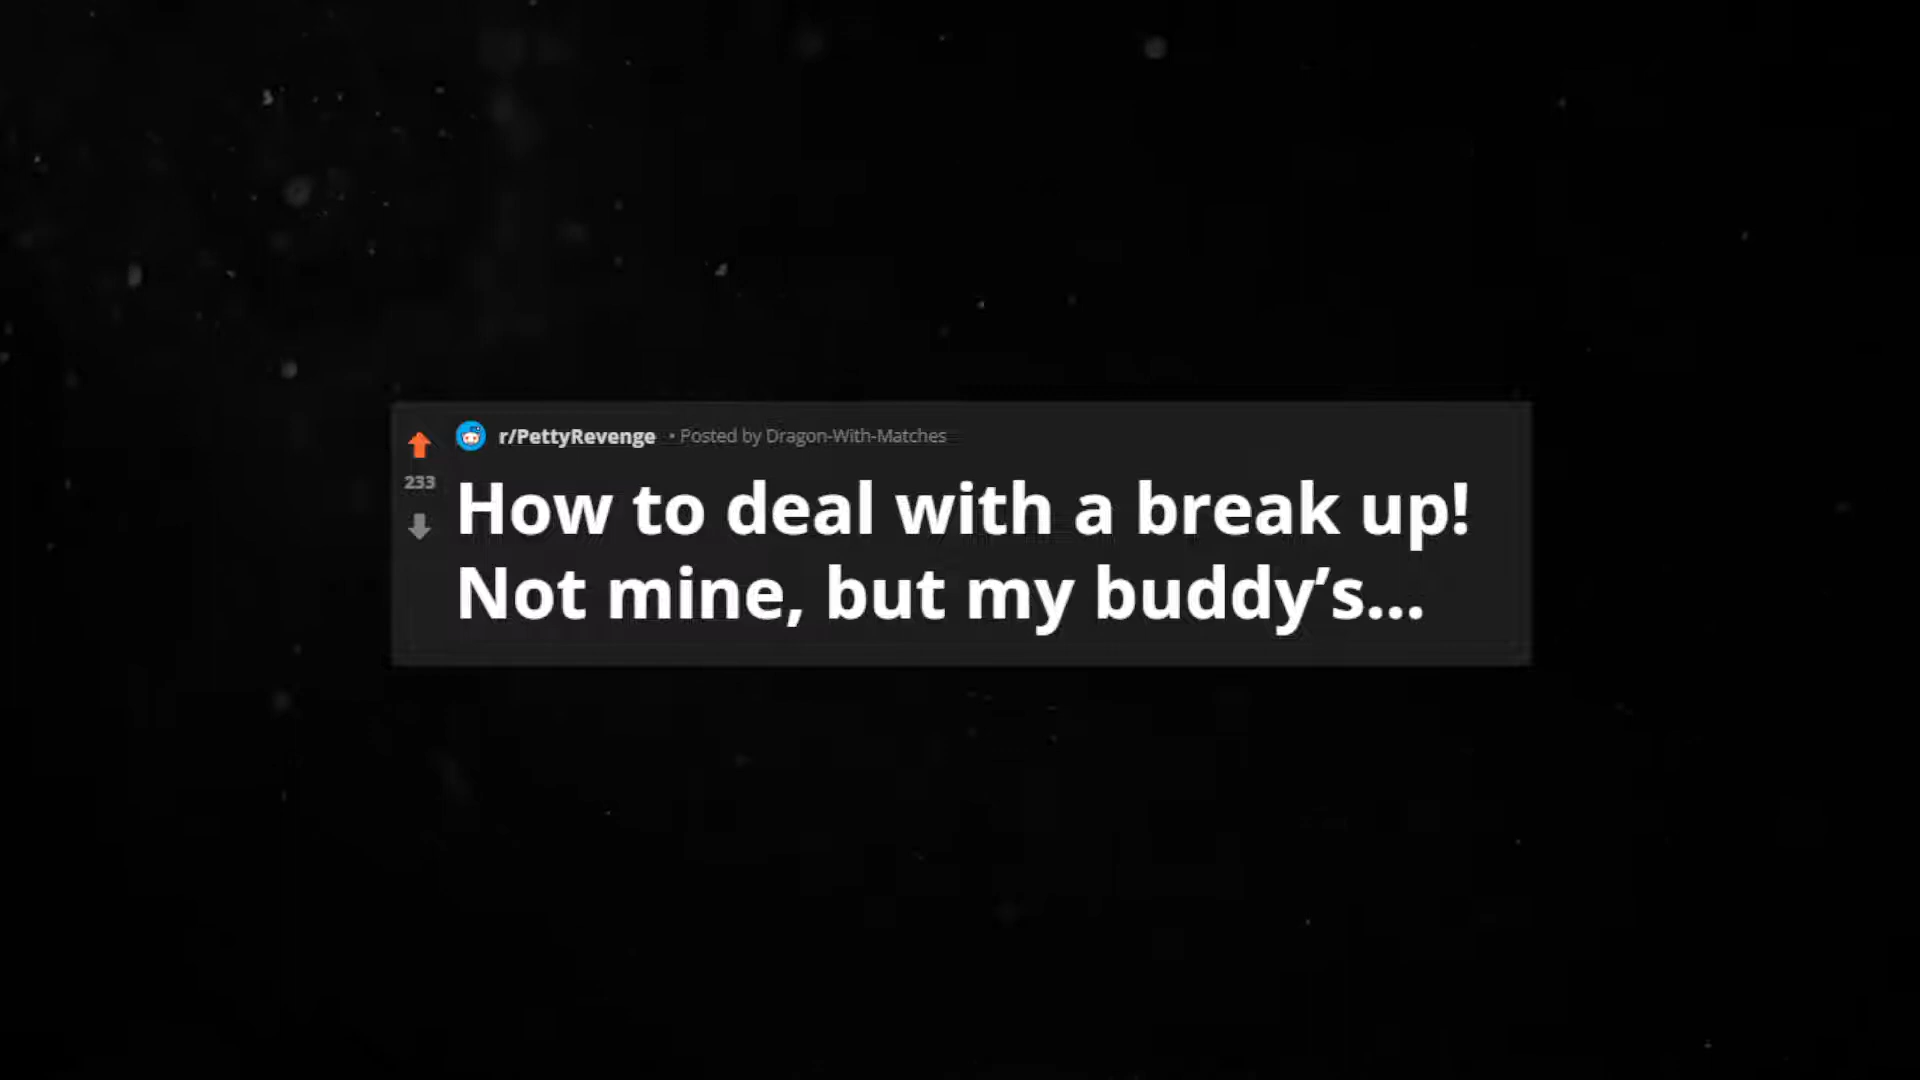 r/PettyRevenge • Posted by Dragon-With-Matches
233
How to deal with a break up!
Not mine, but my buddy’s...